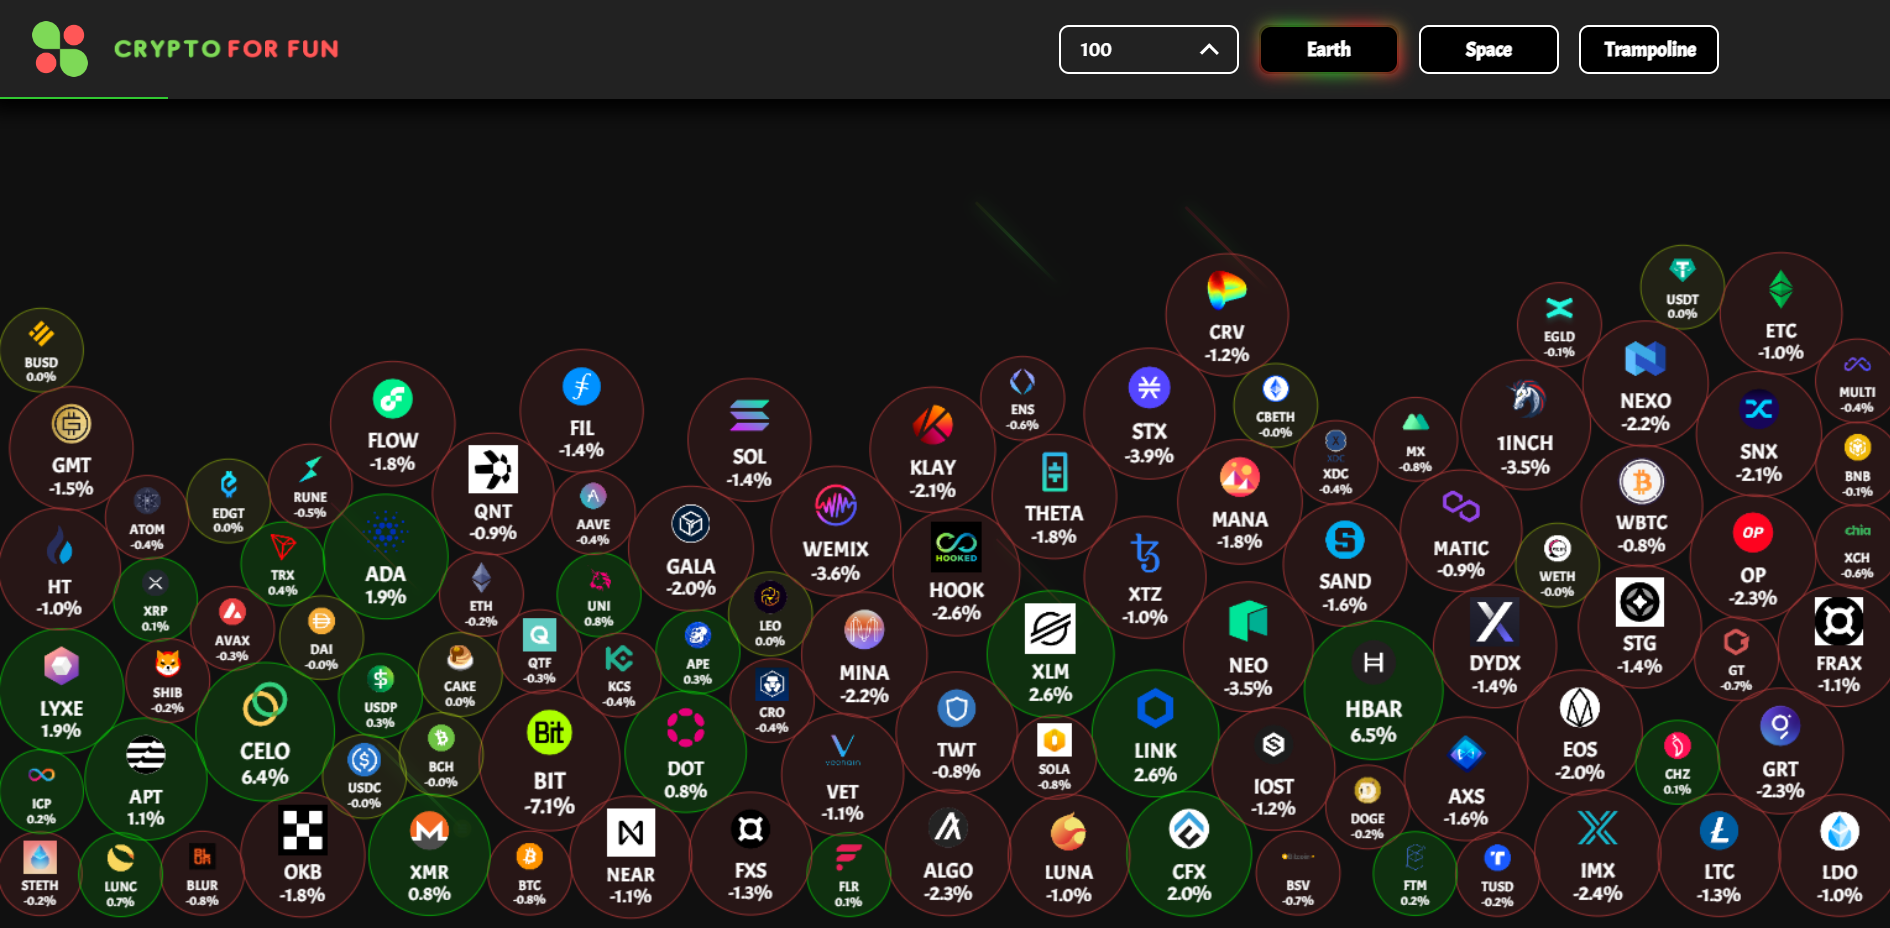 CRYPTO FOR FUN
100
Earth
Space
Trampoline
USDT
0.0%
CRV
-1.2%
ETC
-1.0%
EGLD
-0.1%
BUSD
0.0%
FLOW
-1.8%
FIL
-1.4%
SOL
-1.4%
ENS
-0.6%
STX
-3.9%
CBETH
-0.0%
NEXO
-2.2%
MULTI
-0.4%
GMT
-1.5%
KLAY
-2.1%
MX
-0.8%
1INCH
-3.5%
SNX
-2.1%
XDC
XDC
-0.4%
BNB
-0.1%
ATOM
-0.4%
EDGT
0.0%
RUNE
-0.5%
QNT
-0.9%
AAVE
-0.4%
THETA
-1.8%
MANA
-1.8%
WBTC
-0.8%
HT
-1.0%
TRX
0.4%
ADA
1.9%
GALA
-2.0%
WEMIX
-3.6%
HOOKED
HOOK
-2.6%
XTZ
-1.0%
SAND
-1.6%
MATIC
-0.9%
WETH
-0.0%
OP
OP
-2.3%
chia
XCH
-0.6%
XRP
0.1%
ETH
-0.2%
UNI
0.8%
LEO
0.0%
AVAX
-0.3%
DAI
-0.0%
QTF
-0.3%
APE
0.3%
MINA
-2.2%
XLM
2.6%
NEO
-3.5%
DYDX
-1.4%
STG
-1.4%
GT
-0.7%
FRAX
-1.1%
LYXE
1.9%
SHIB
-0.2%
USDP
0.3%
CAKE
0.0%
KCS
-0.4%
CRO
-0.4%
HBAR
6.5%
CELO
6.4%
Bit
BIT
-7.1%
DOT
0.8%
TWT
-0.8%
LINK
2.6%
EOS
-2.0%
GRT
-2.3%
ICP
0.2%
APT
1.1%
USDC
-0.0%
BCH
-0.0%
VET
-1.1%
SOLA
-0.8%
IOST
-1.2%
AXS
-1.6%
CHZ
0.1%
DOGE
-0.2%
STETH
-0.2%
LUNC
0.7%
BLUR
-0.8%
OKB
-1.8%
XMR
0.8%
BTC
-0.8%
NEAR
-1.1%
FXS
-1.3%
FLR
0.1%
ALGO
-2.3%
LUNA
-1.0%
CFX
2.0%
BSV
-0.7%
FTM
0.2%
TUSD
-0.2%
IMX
-2.4%
LTC
-1.3%
LDO
-1.0%